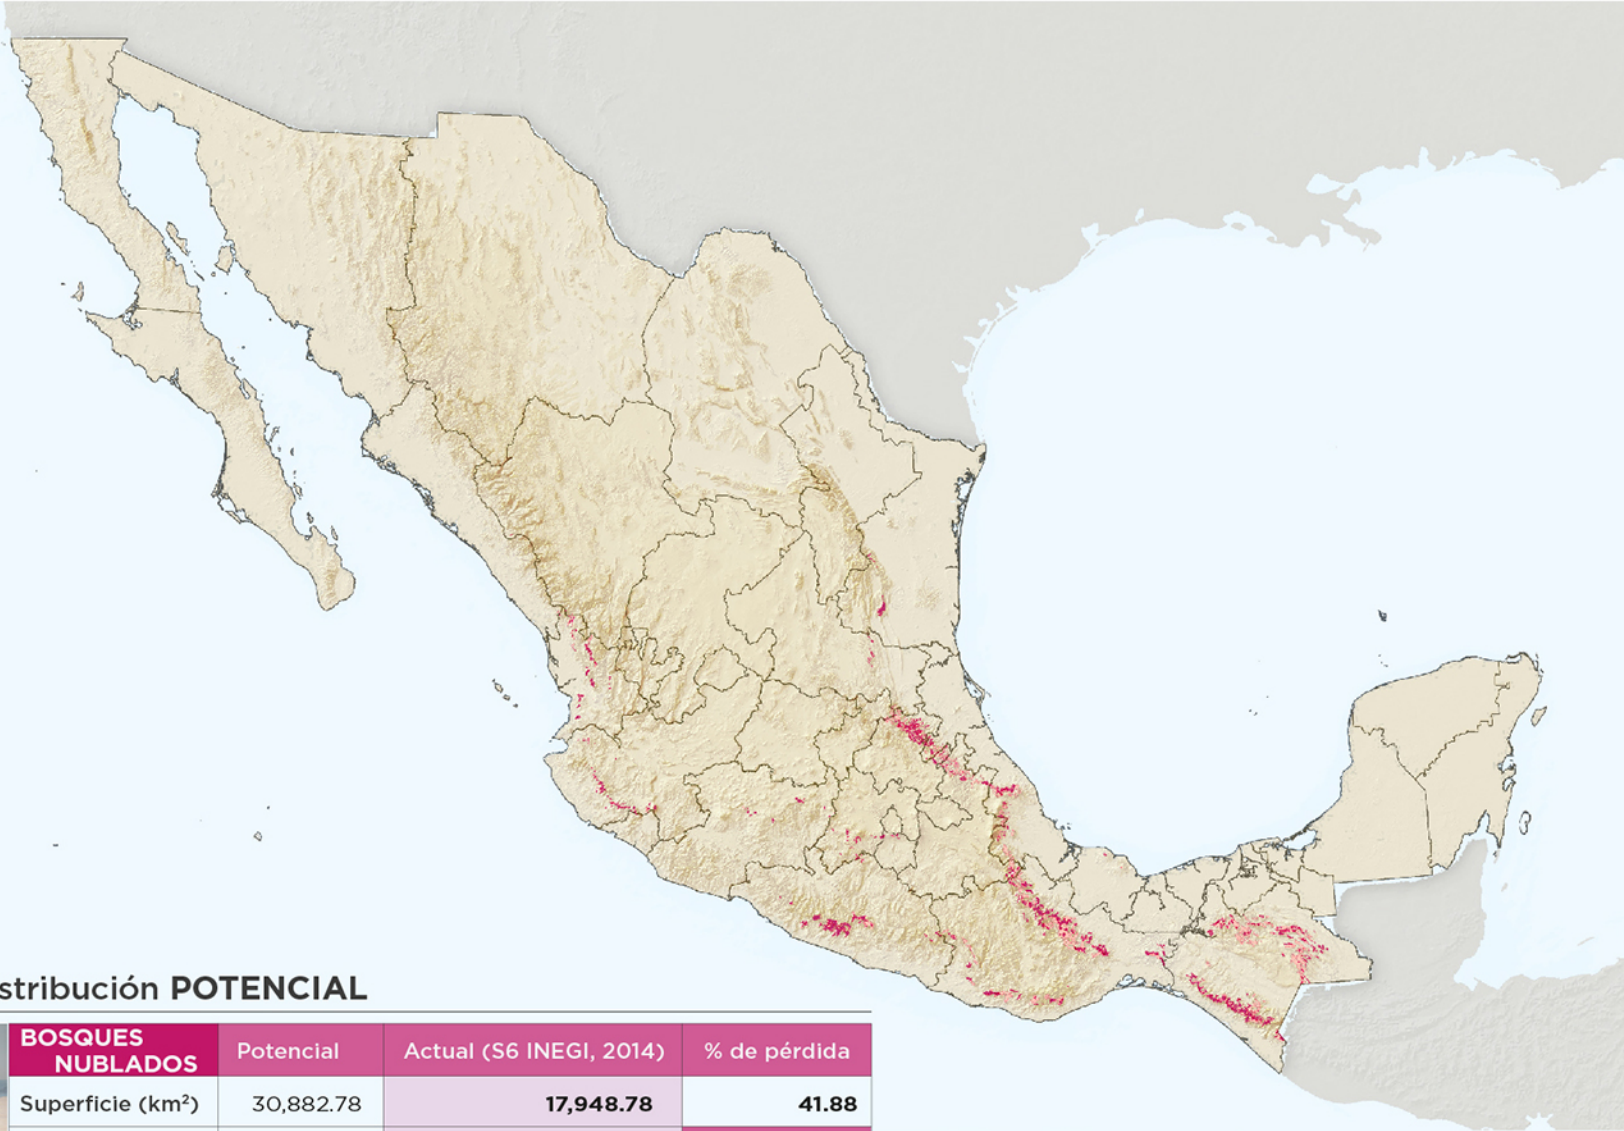 stribución POTENCIAL
BOSQUES NUBLADOS Potencial Actual (S6 INEGI, 2014) % de pérdida
Superficie (km²) 30,882.78 17,948.78 41.88